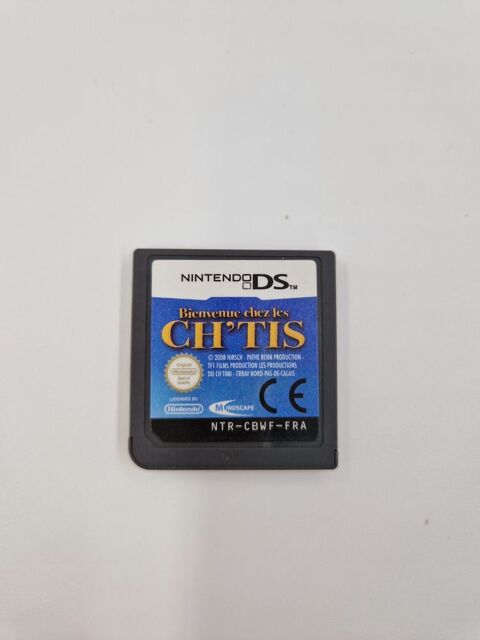 NINTENDO DS TM
Bienvenue chez les
CH'TIS
© 2008 HIRSCH - PATHE RENN PRODUCTION -
TF1 FILMS PRODUCTION LES PRODUCTIONS
DU CH'TIMI - CRRAV NORD-PAS-DE-CALAIS
Original
Nintendo
Seal of
Quality
LICENSED BY
Nintendo
MINDSCAPE
CE
NTR-CBWF-FRA